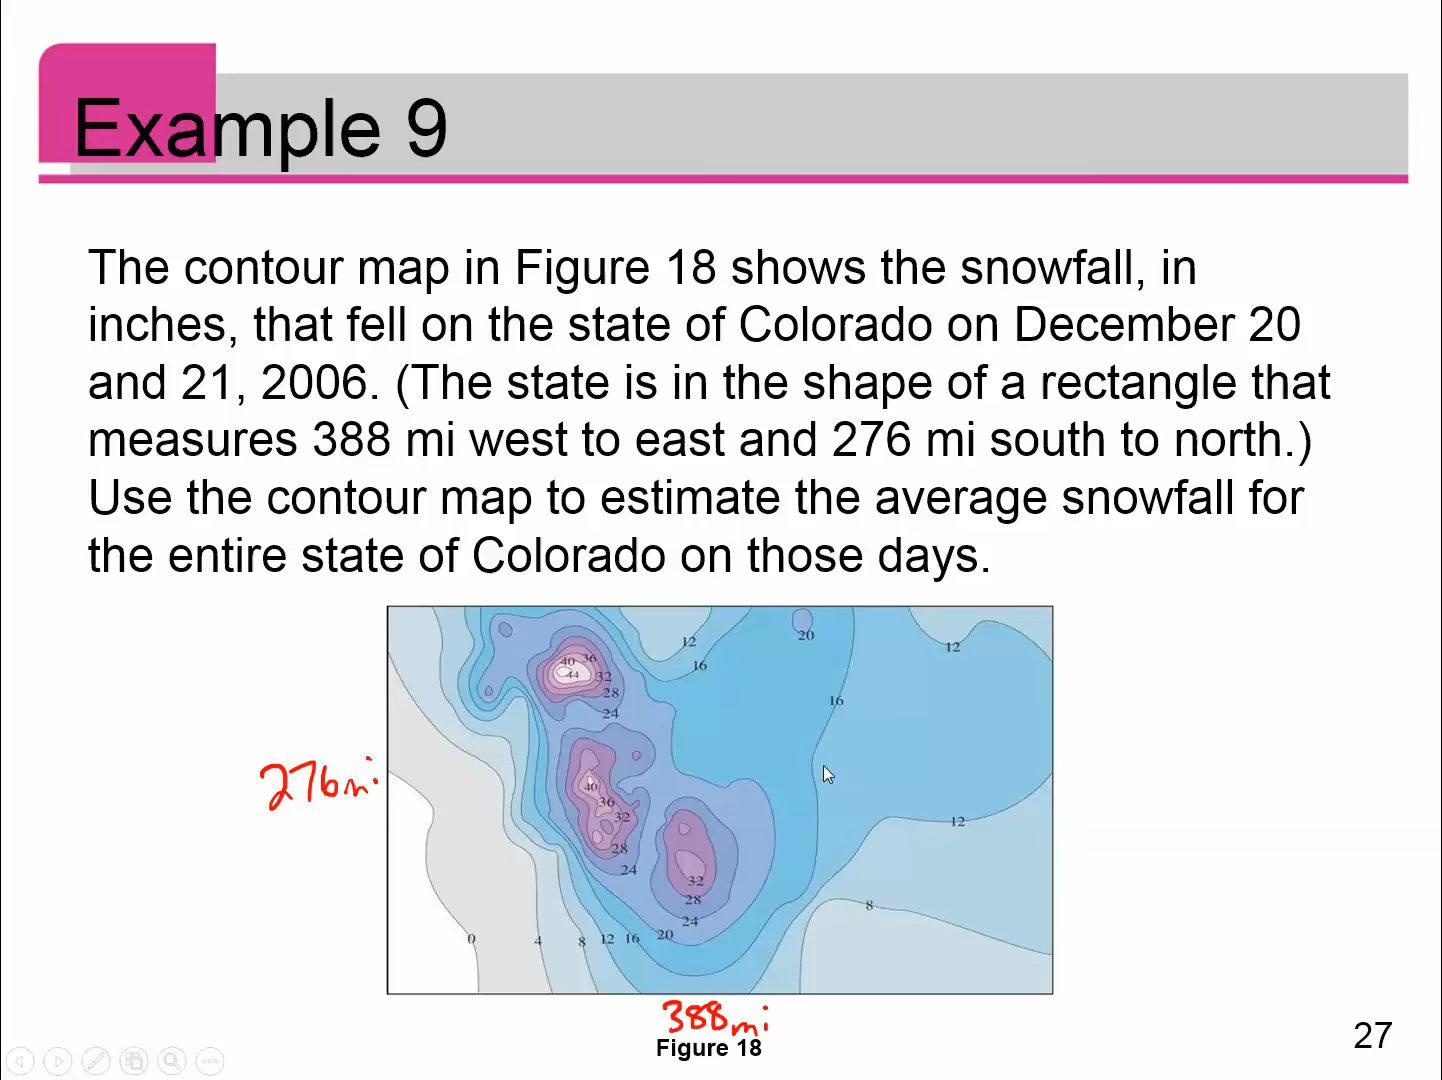 Example 9
The contour map in Figure 18 shows the snowfall, in
inches, that fell on the state of Colorado on December 20
and 21, 2006. (The state is in the shape of a rectangle that
measures 388 mi west to east and 276 mi south to north.)
Use the contour map to estimate the average snowfall for
the entire state of Colorado on those days.
12
20
12
40 36
16
44 32
28
16
24
276 mi
40
36
32
12
28
24
32
28
8
24
0 4 8 12 16 20
388 mi
Figure 18
27